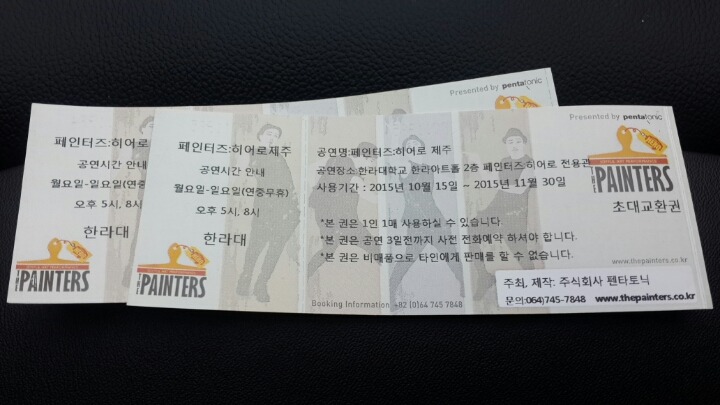 Presented by pentatonic
페인터즈:히어로제주
공연시간 안내
월요일-일요일(연중무휴)
오후 5시, 8시
한라대
THE PAINTERS
Presented by pentatonic
페인터즈:히어로제주
공연시간 안내
월요일-일요일(연중무휴)
오후 5시, 8시
한라대
THE PAINTERS
공연명:페인터즈:히어로 제주
공연장소:한라대학교 한라아트홀 2층 페인터즈:히어로 전용관
사용기간 : 2015년 10월 15일 ~ 2015년 11월 30일
*본 권은 1인 1매 사용하실 수 있습니다.
*본 권은 공연 3일전까지 사전 전화예약 하셔야 합니다.
*본 권은 비매품으로 타인에게 판매를 할 수 없습니다.
Booking Information +82 (0)64 745 7848
THE PAINTERS
초대교환권
www.thepainters.co.kr
주최, 제작: 주식회사 펜타토닉
문의:064)745-7848 www.thepainters.co.kr